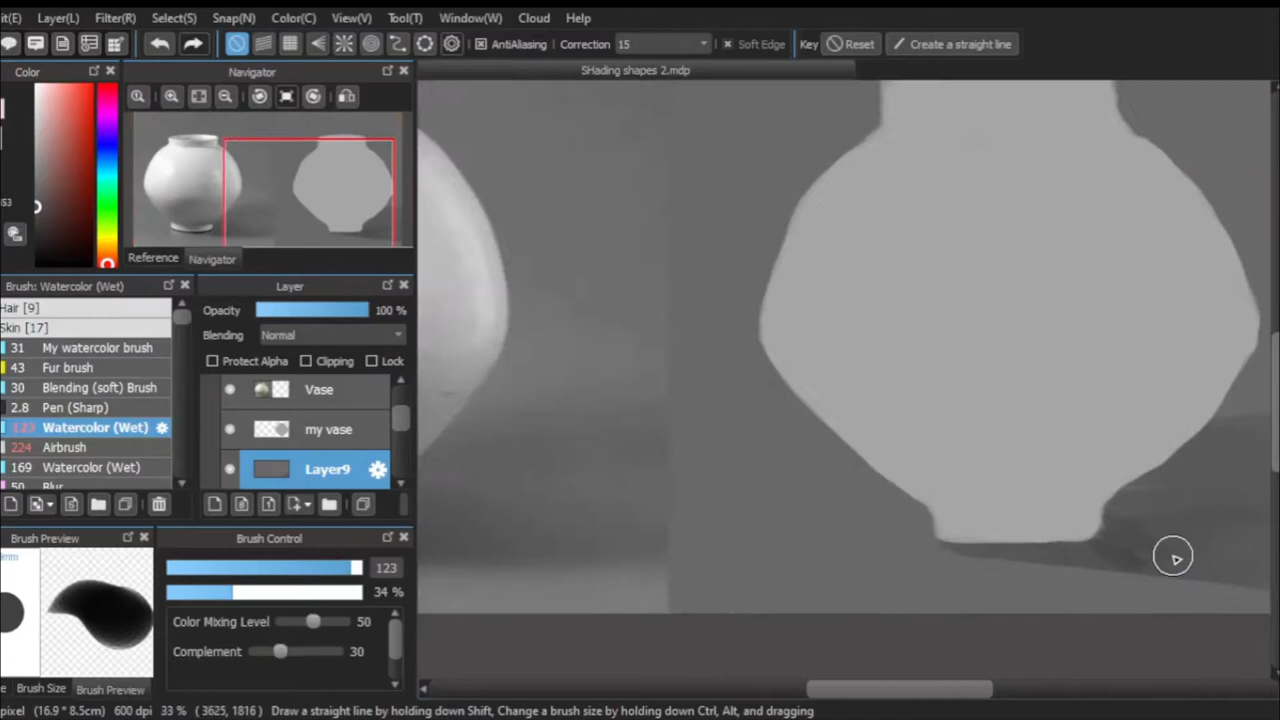 it(E) Layer(L) Filter(R) Select(S) Snap(N) Color(C) View(V) Tool(T) Window(W) Cloud Help
AntiAliasing Correction 15 Soft Edge Key Reset Create a straight line
Color Navigator SHading shapes 2.mdp
53
Reference Navigator
Brush: Watercolor (Wet) Layer
Hair [9]
Opacity 100 %
Skin [17]
Blending Normal
31 My watercolor brush
Protect Alpha Clipping Lock
43 Fur brush
30 Blending (soft) Brush
Vase
2.8 Pen (Sharp)
123 Watercolor (Wet)
my vase
224 Airbrush
169 Watercolor (Wet)
Layer9
50 Blur
Brush Preview Brush Control
mm
123
34 %
Color Mixing Level 50
Complement 30
e Brush Size Brush Preview
pixel (16.9 * 8.5cm) 600 dpi 33 % ( 3625, 1816 ) Draw a straight line by holding down Shift, Change a brush size by holding down Ctrl, Alt, and dragging